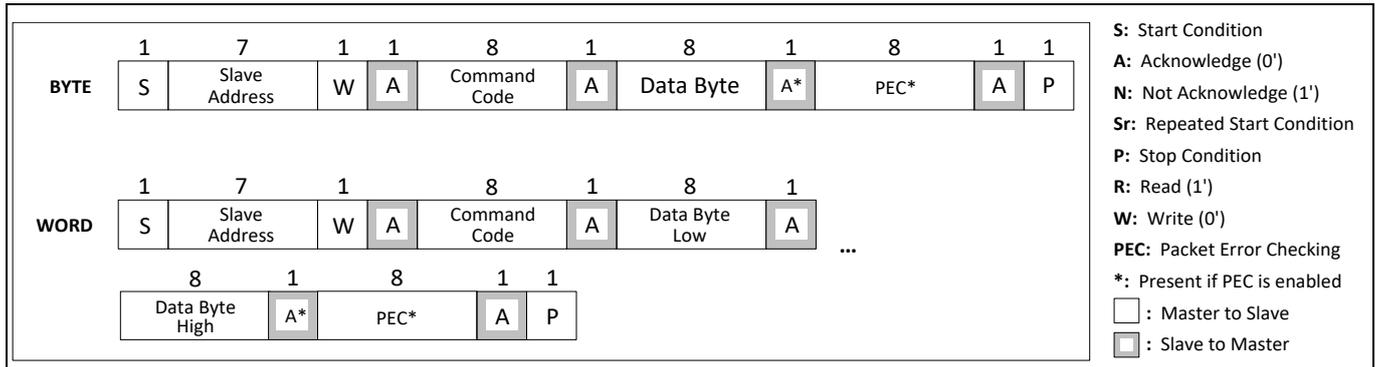 1 7 1 1 8 1 8 1 8 1 1
BYTE S Slave Address W A Command Code A Data Byte A* PEC* A P
1 7 1 8 1 8 1
WORD S Slave Address W A Command Code A Data Byte Low A ...
8 1 8 1 1
Data Byte High A* PEC* A P
S: Start Condition
A: Acknowledge (0')
N: Not Acknowledge (1')
Sr: Repeated Start Condition
P: Stop Condition
R: Read (1')
W: Write (0')
PEC: Packet Error Checking
*: Present if PEC is enabled
: Master to Slave
: Slave to Master